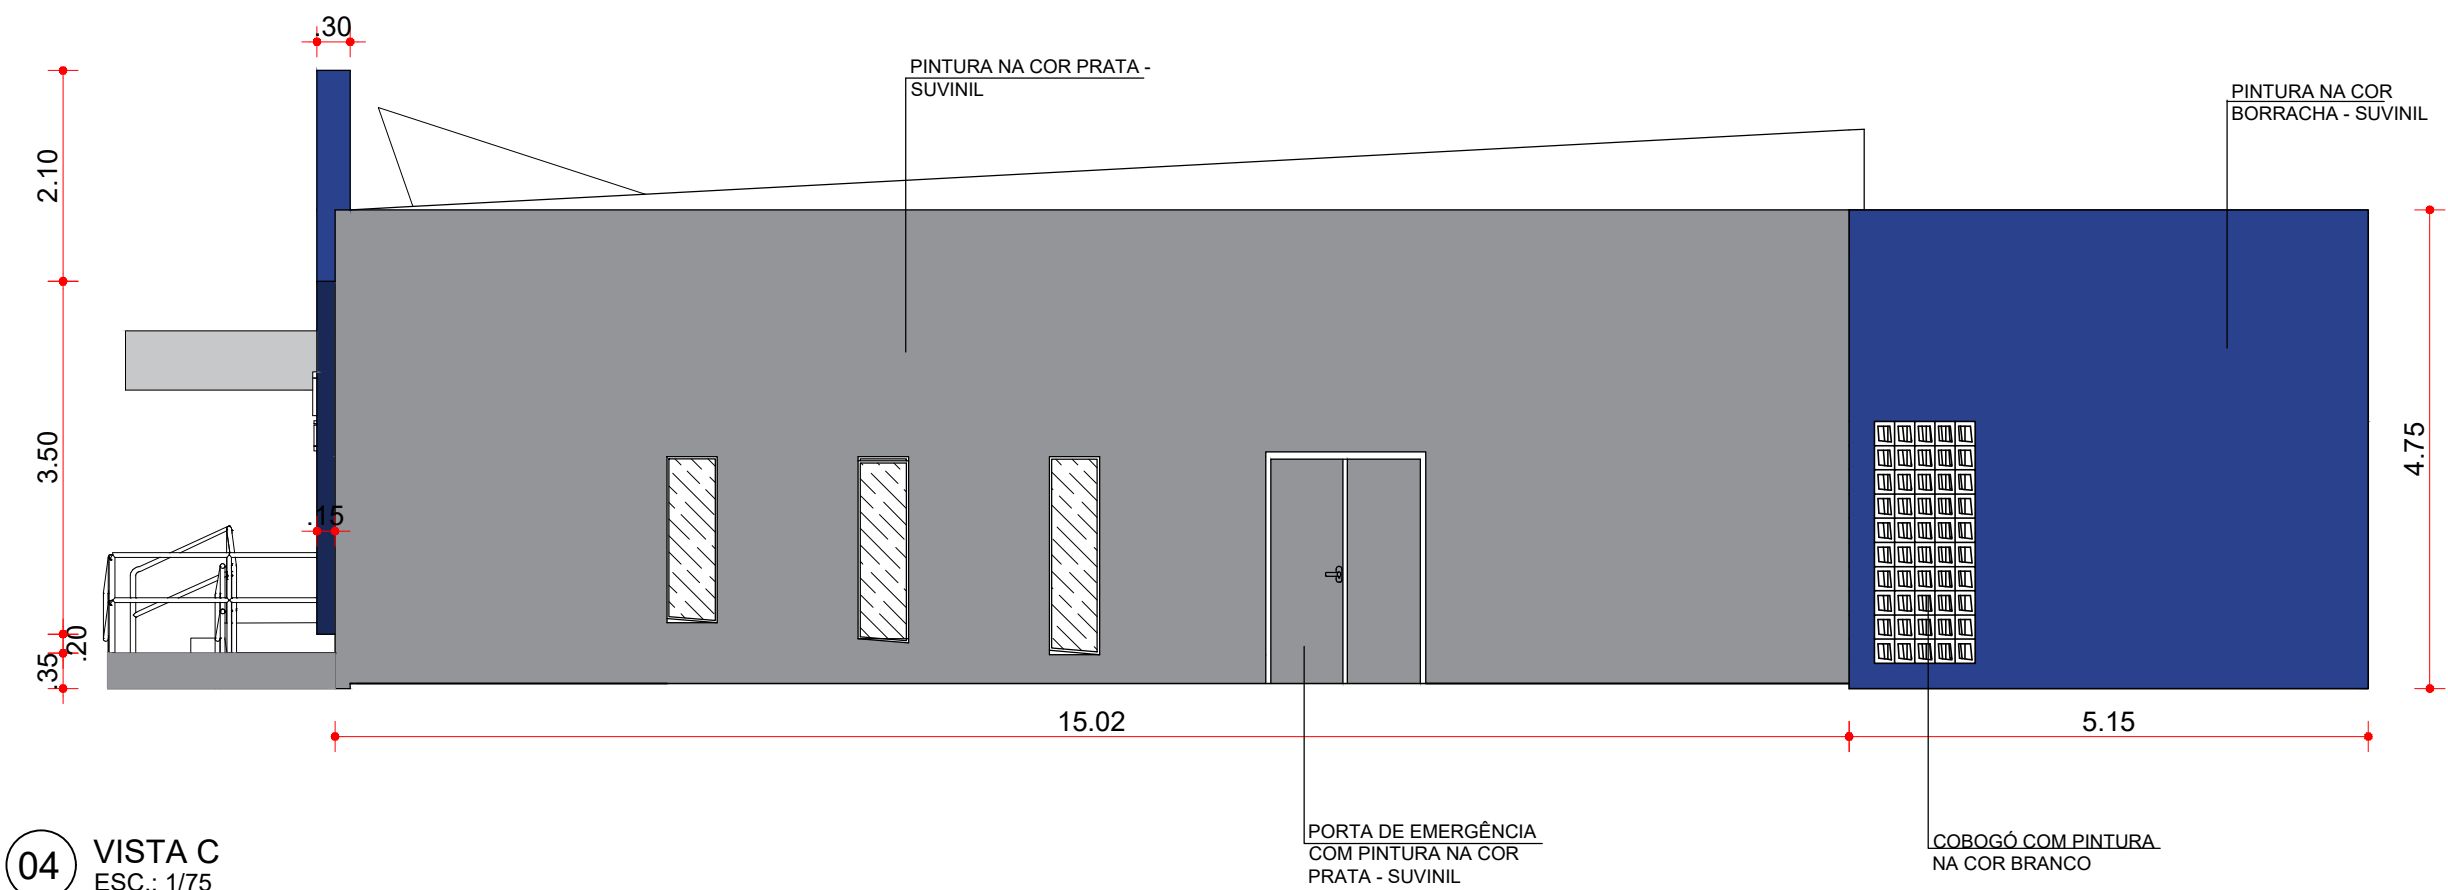 .30
PINTURA NA COR PRATA -
SUVINIL
PINTURA NA COR
BORRACHA - SUVINIL
2.10
3.50
4.75
.15
.20
.35
15.02
5.15
PORTA DE EMERGÊNCIA
COM PINTURA NA COR
PRATA - SUVINIL
COBOGÓ COM PINTURA
NA COR BRANCO
04
VISTA C
ESC.: 1/75